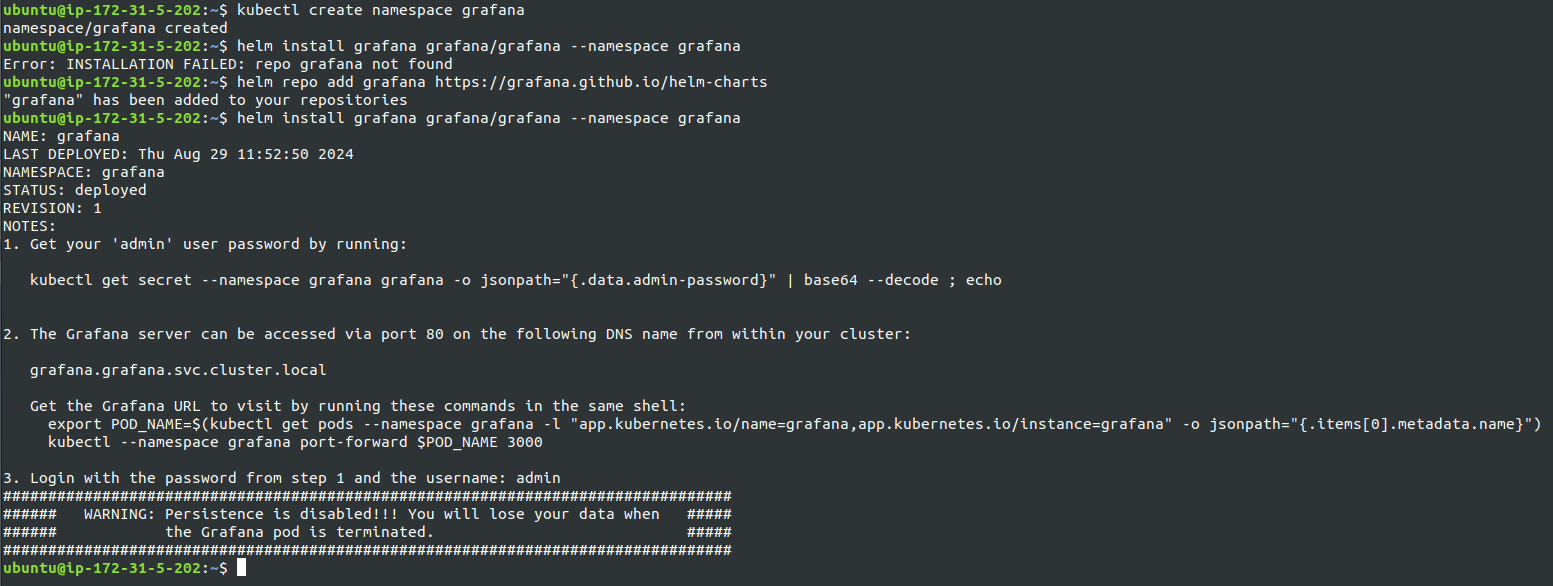 ubuntu@ip-172-31-5-202:~$ kubectl create namespace grafana
namespace/grafana created
ubuntu@ip-172-31-5-202:~$ helm install grafana grafana/grafana --namespace grafana
Error: INSTALLATION FAILED: repo grafana not found
ubuntu@ip-172-31-5-202:~$ helm repo add grafana https://grafana.github.io/helm-charts
"grafana" has been added to your repositories
ubuntu@ip-172-31-5-202:~$ helm install grafana grafana/grafana --namespace grafana
NAME: grafana
LAST DEPLOYED: Thu Aug 29 11:52:50 2024
NAMESPACE: grafana
STATUS: deployed
REVISION: 1
NOTES:
1. Get your 'admin' user password by running:
kubectl get secret --namespace grafana grafana -o jsonpath="{.data.admin-password}" | base64 --decode ; echo
2. The Grafana server can be accessed via port 80 on the following DNS name from within your cluster:
grafana.grafana.svc.cluster.local
Get the Grafana URL to visit by running these commands in the same shell:
export POD_NAME=$(kubectl get pods --namespace grafana -l "app.kubernetes.io/name=grafana,app.kubernetes.io/instance=grafana" -o jsonpath="{.items[0].metadata.name}")
kubectl --namespace grafana port-forward $POD_NAME 3000
3. Login with the password from step 1 and the username: admin
#################################################################################
######   WARNING: Persistence is disabled!!! You will lose your data when   #####
######            the Grafana pod is terminated.                            #####
#################################################################################
ubuntu@ip-172-31-5-202:~$